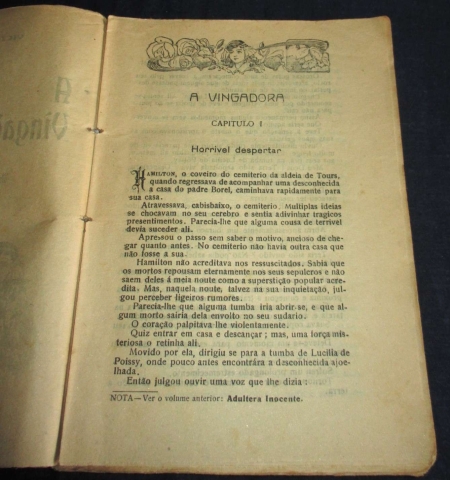 A
Vingad
A VINGADORA
CAPITULO I
Horrivel despertar
HAMILTON, o coveiro do cemiterio da aldeia de Tours,
quando regressava de acompanhar uma desconhecida
a casa do padre Borel, caminhava rapidamente para
sua casa.
Atravessava, cabisbaixo, o cemiterio. Multiplas ideias
se chocavam no seu cerebro e sentia adivinhar tragicos
presentimentos. Parecia-lhe que alguma cousa de terrivel
devia suceder ali.
Apressou o passo sem saber o motivo, ancioso de che-
gar quanto antes. No cemiterio não havia outra casa que
não fosse a sua.
Hamilton não acreditava nos ressuscitados. Sabia que
os mortos repousam eternamente nos seus sepulcros e não
saem deles á meia noute como a superstição popular acre-
dita. Mas, naquela noute, talvez na sua inquietação, jul-
gou perceber ligeiros rumores.
Parecia-lhe que alguma tumba iria abrir-se, e que al-
gum morto sairia dela envolto no seu sudario.
O coração palpitava-lhe violentamente.
Quiz entrar em casa e descançar; mas, uma lorça mis-
teriosa o retinha ali.
Movido por ela, dirigiu se para a tumba de Lucilia de
Poissy, onde pouco antes encontrára a desconhecida ajoe-
lhada.
Então julgou ouvir uma voz que lhe dizia:
NOTA—Ver o volume anterior: Adultera Inocente.